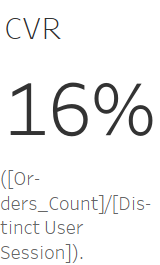 CVR
16%
([Or-
ders_Count]/[Dis-
tinct User
Session]).